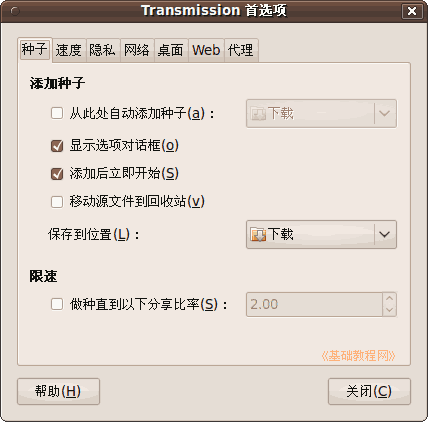 Transmission 首选项
种子 速度 隐私 网络 桌面 Web 代理
添加种子
从此处自动添加种子(a)： 下载
显示选项对话框(o)
添加后立即开始(S)
移动源文件到回收站(v)
保存到位置(L)： 下载
限速
做种直到以下分享比率(S)： 2.00
《基础教程网》
帮助(H) 关闭(C)